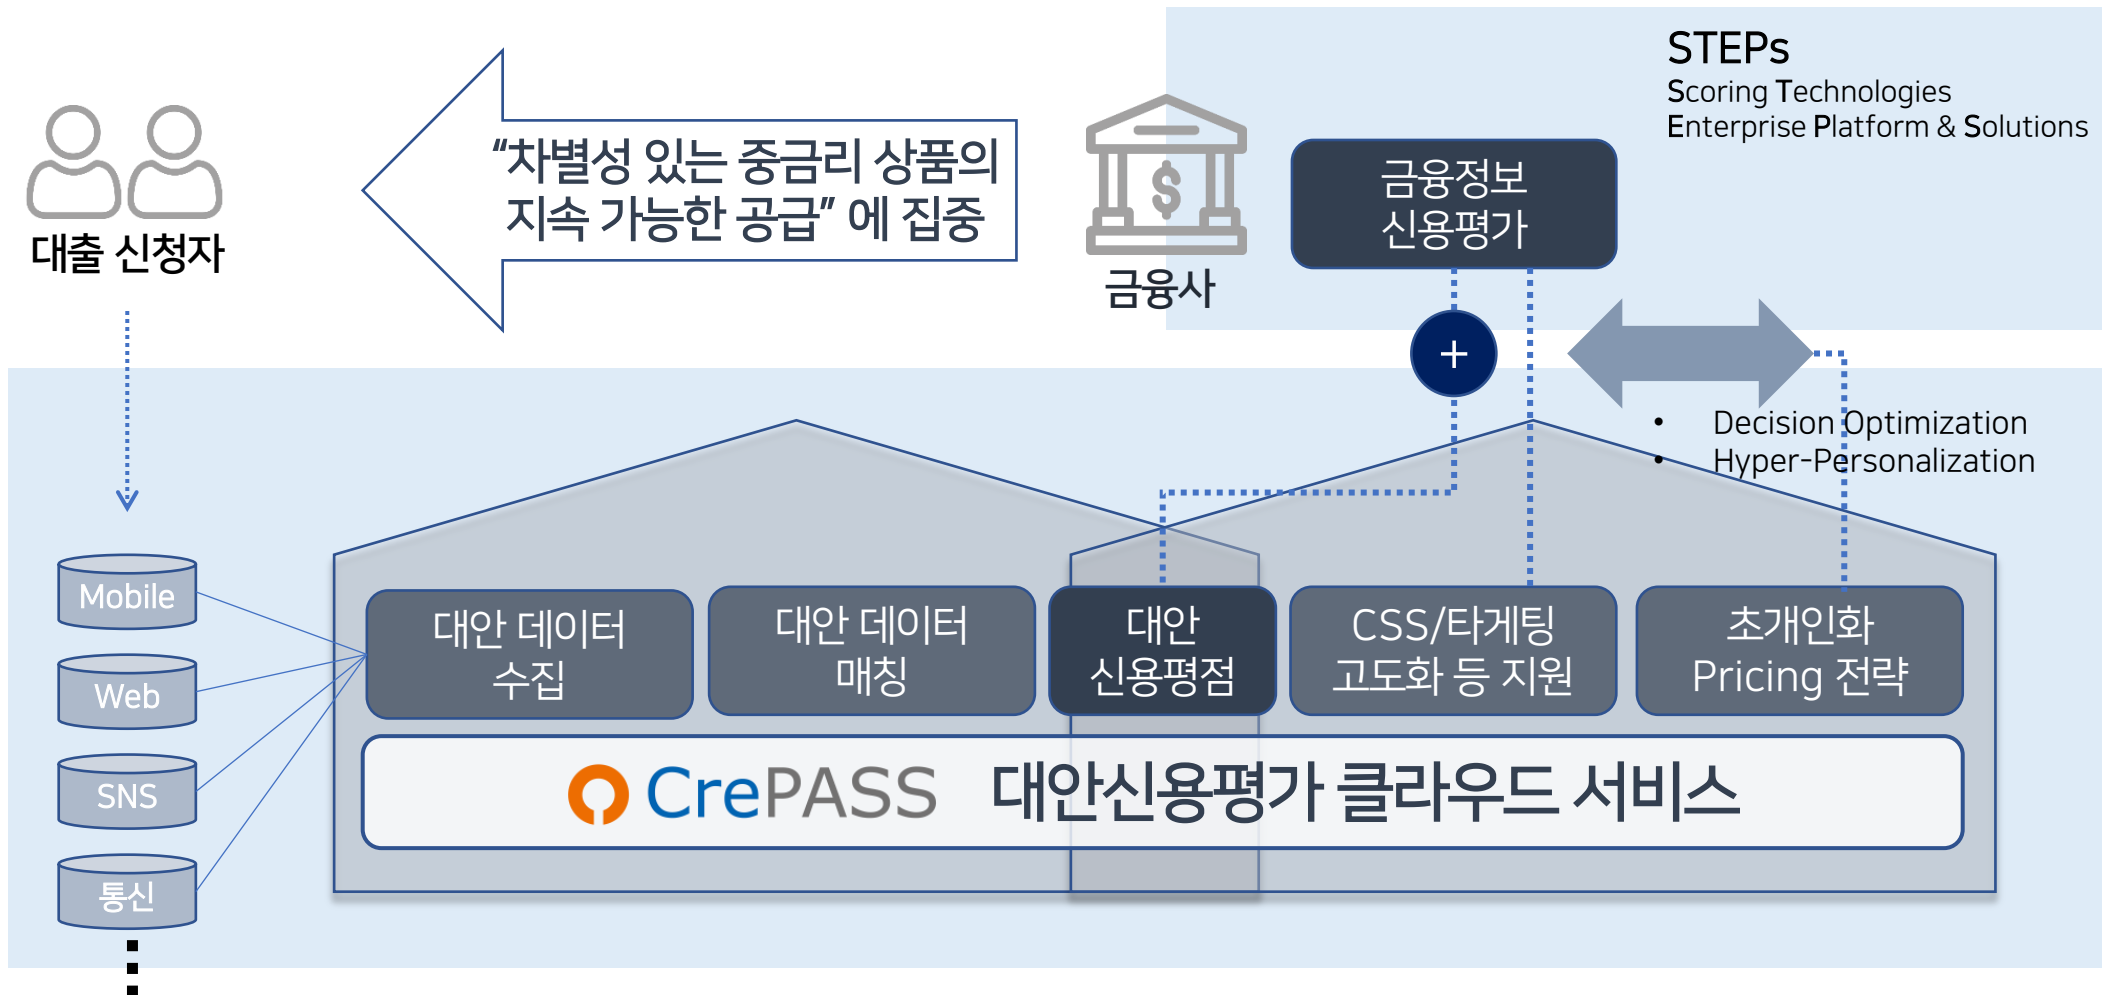 STEPs
Scoring Technologies
Enterprise Platform & Solutions
“차별성 있는 중금리 상품의
지속 가능한 공급” 에 집중
대출 신청자
금융사
금융정보
신용평가
+
• Decision Optimization
• Hyper-Personalization
Mobile
Web
SNS
통신
대안 데이터
수집
대안 데이터
매칭
대안
신용평점
CSS/타게팅
고도화 등 지원
초개인화
Pricing 전략
CrePASS 대안신용평가 클라우드 서비스